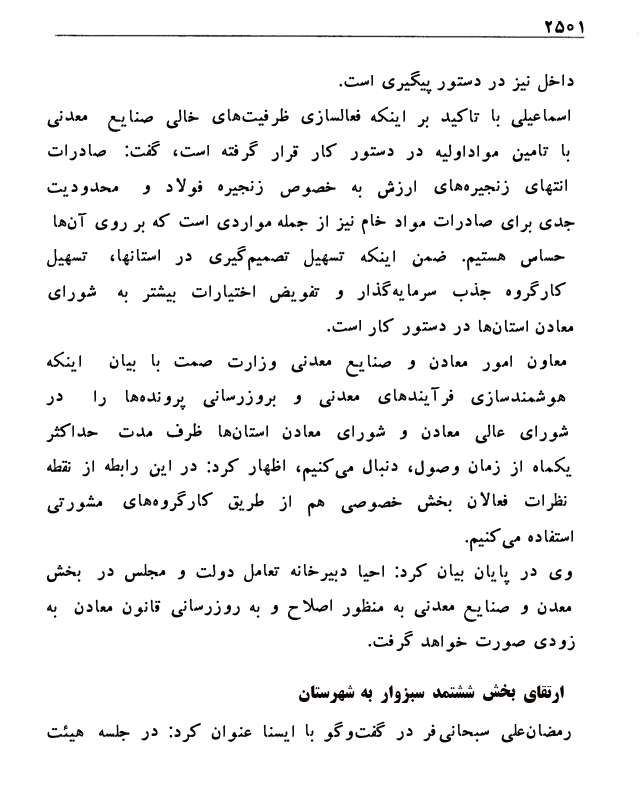 ۲۵۰۱
داخل نیز در دستور پیگیری است.
اسماعیلی با تاکید بر اینکه فعالسازی ظرفیت‌های خالی صنایع معدنی
با تامین مواداولیه در دستور کار قرار گرفته است، گفت: صادرات
انتهای زنجیره‌های ارزش به خصوص زنجیره فولاد و محدودیت
جدی برای صادرات مواد خام نیز از جمله مواردی است که بر روی آن‌ها
حساس هستیم. ضمن اینکه تسهیل تصمیم‌گیری در استانها، تسهیل
کارگروه جذب سرمایه‌گذار و تفویض اختیارات بیشتر به شورای
معادن استان‌ها در دستور کار است.
معاون امور معادن و صنایع معدنی وزارت صمت با بیان اینکه
هوشمندسازی فرآیندهای معدنی و بروزرسانی پرونده‌ها را در
شورای عالی معادن و شورای معادن استان‌ها ظرف مدت حداکثر
یکماه از زمان وصول، دنبال می‌کنیم، اظهار کرد: در این رابطه از نقطه
نظرات فعالان بخش خصوصی هم از طریق کارگروه‌های مشورتی
استفاده می‌کنیم.
وی در پایان بیان کرد: احیا دبیرخانه تعامل دولت و مجلس در بخش
معدن و صنایع معدنی به منظور اصلاح و به روزرسانی قانون معادن به
زودی صورت خواهد گرفت.
ارتقای بخش ششتمد سبزوار به شهرستان
رمضان‌علی سبحانی‌فر در گفت‌وگو با ایسنا عنوان کرد: در جلسه هیئت